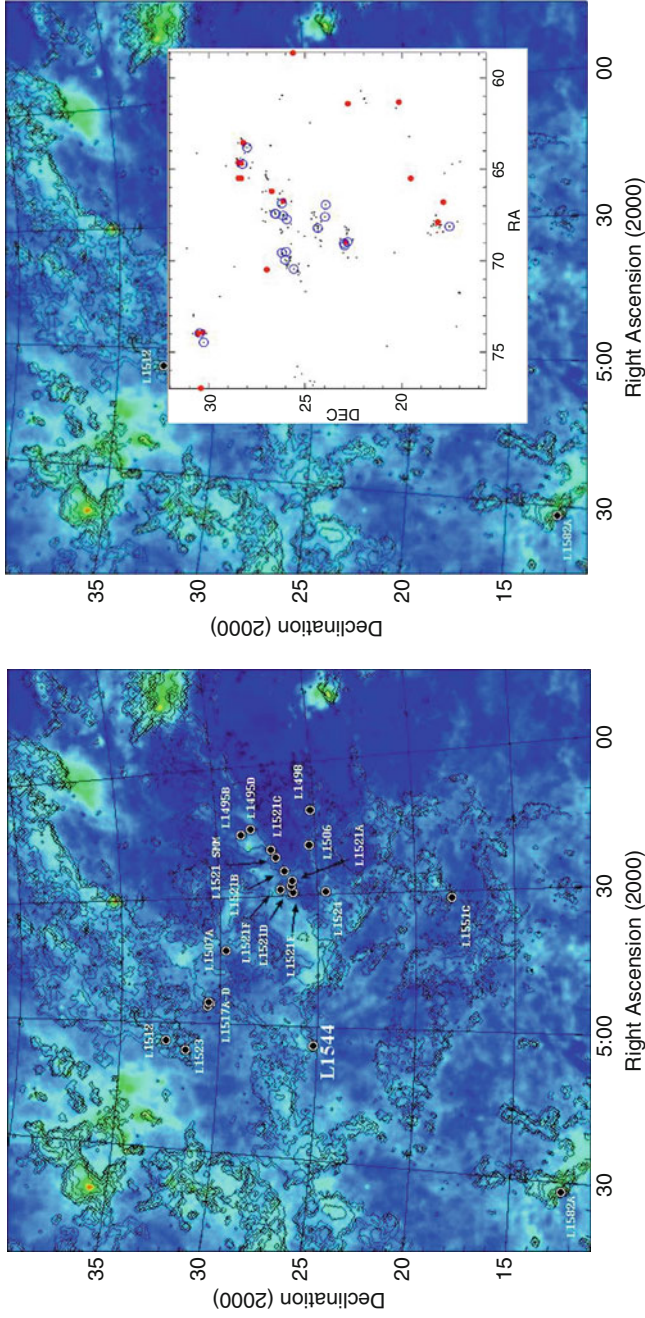 35
30
25
20
15
Declination (2000)
30
5:00
30
00
Right Ascension (2000)
L1512
L1523
L1517A-D
L1507A
L1544
L1582A
L1495B
L1495D
L1521 SMM
L1521C
L1521B
L1521F
L1521D
L1521A
L1498
L1506
L1524
L1551C
35
30
25
20
15
Declination (2000)
30
5:00
30
00
Right Ascension (2000)
L1512
L1582A
30
25
20
DEC
75
70
65
60
RA